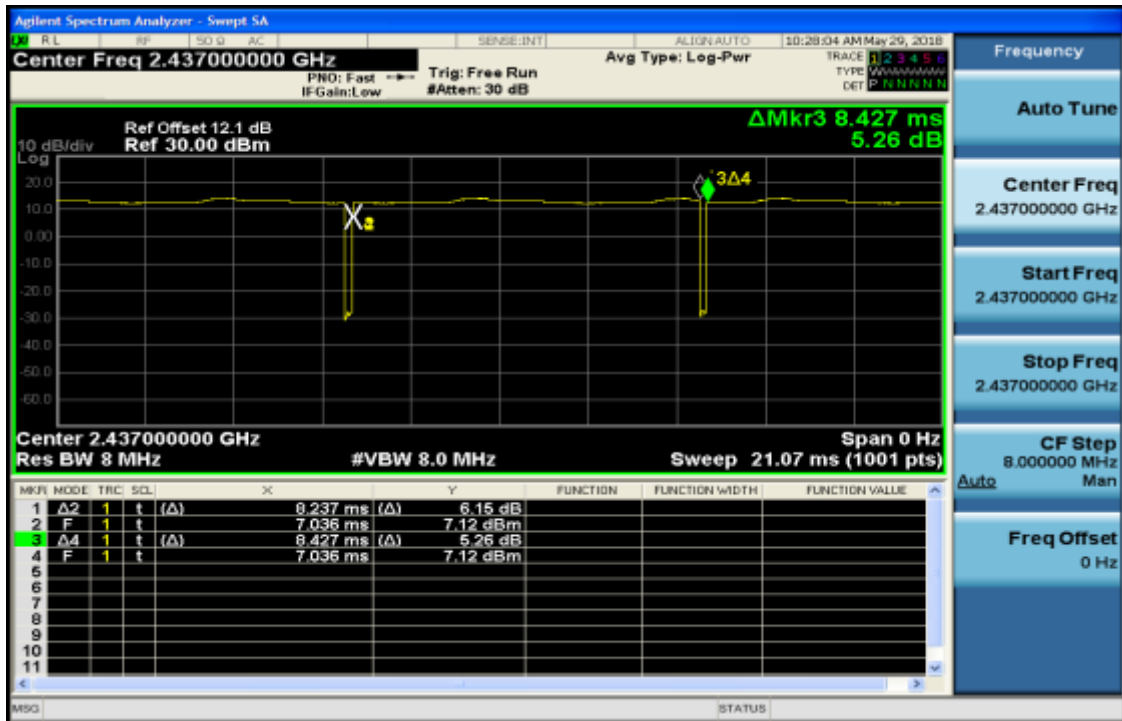 Agilent Spectrum Analyzer - Swept SA
RL RF 50 Ω AC SENSE:INT ALIGN AUTO 10:28:04 AM May 29, 2018
Center Freq 2.437000000 GHz
PNO: Fast
IFGain:Low
Trig: Free Run
#Atten: 30 dB
Avg Type: Log-Pwr
TRACE 1 2 3 4 5 6
TYPE WWWWWW
DET P N N N N N
Ref Offset 12.1 dB
Ref 30.00 dBm
10 dB/div
Log
ΔMkr3 8.427 ms
5.26 dB
20.0
10.0
0.00
-10.0
-20.0
-30.0
-40.0
-50.0
-60.0
3Δ4
Center 2.437000000 GHz Span 0 Hz
Res BW 8 MHz #VBW 8.0 MHz Sweep 21.07 ms (1001 pts)
MKR MODE TRC SCL X Y FUNCTION FUNCTION WIDTH FUNCTION VALUE
1 Δ2 1 t (Δ) 8.237 ms (Δ) 6.15 dB
2 F 1 t 7.036 ms 7.12 dBm
3 Δ4 1 t (Δ) 8.427 ms (Δ) 5.26 dB
4 F 1 t 7.036 ms 7.12 dBm
5
6
7
8
9
10
11
MSG STATUS
Frequency
Auto Tune
Center Freq
2.437000000 GHz
Start Freq
2.437000000 GHz
Stop Freq
2.437000000 GHz
CF Step
8.000000 MHz
Auto Man
Freq Offset
0 Hz